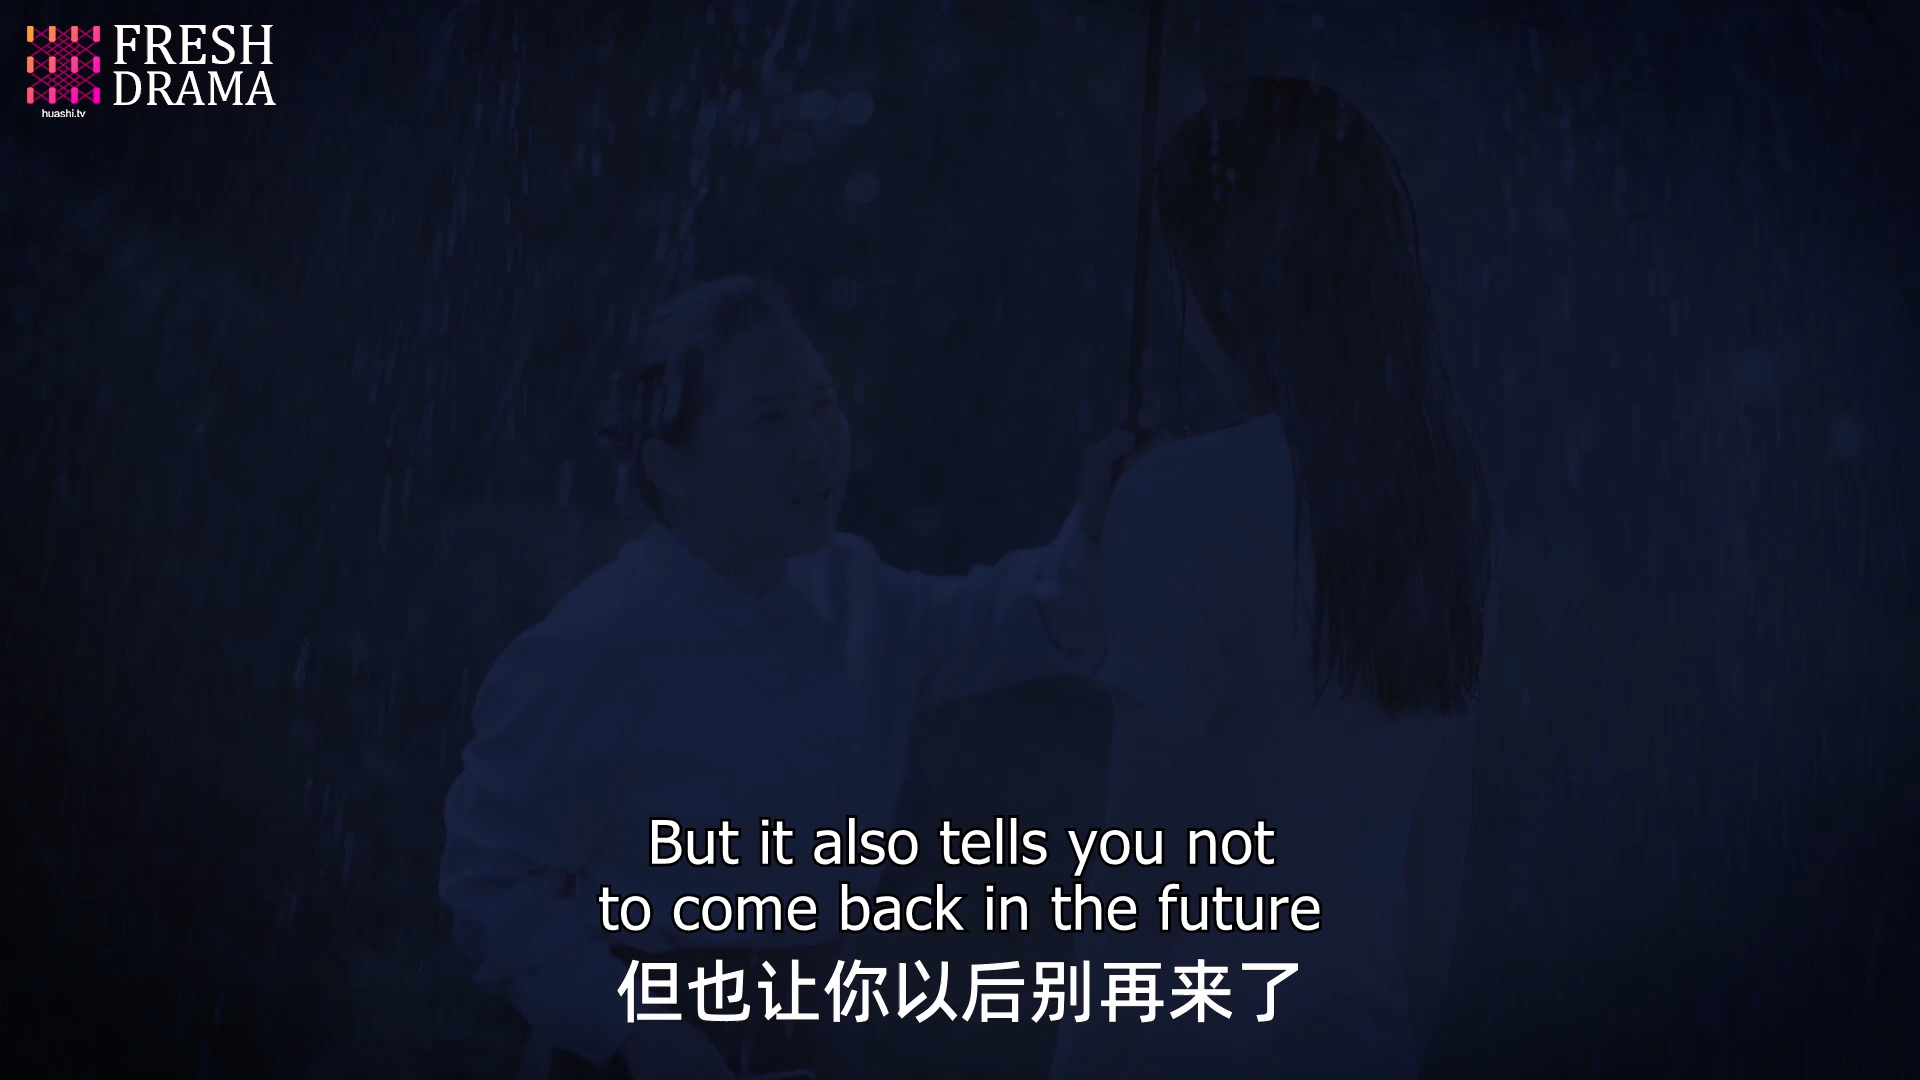 FRESH
DRAMA
huashi.tv
But it also tells you not
to come back in the future
但也让你以后别再来了